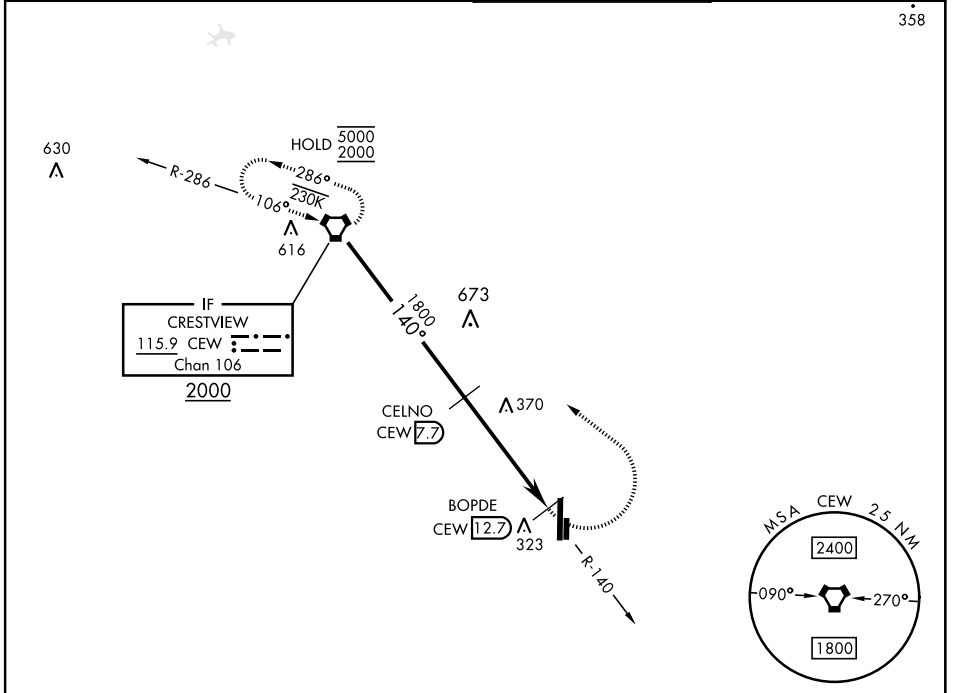 358
630
HOLD 5000
2000
R-286
286°
230K
106°
616
IF
CRESTVIEW
115.9 CEW
Chan 106
2000
1800
140°
673
CELNO
CEW 7.7
370
BOPDE
CEW 12.7
323
R-140
MSA CEW 25 NM
2400
090°
270°
1800